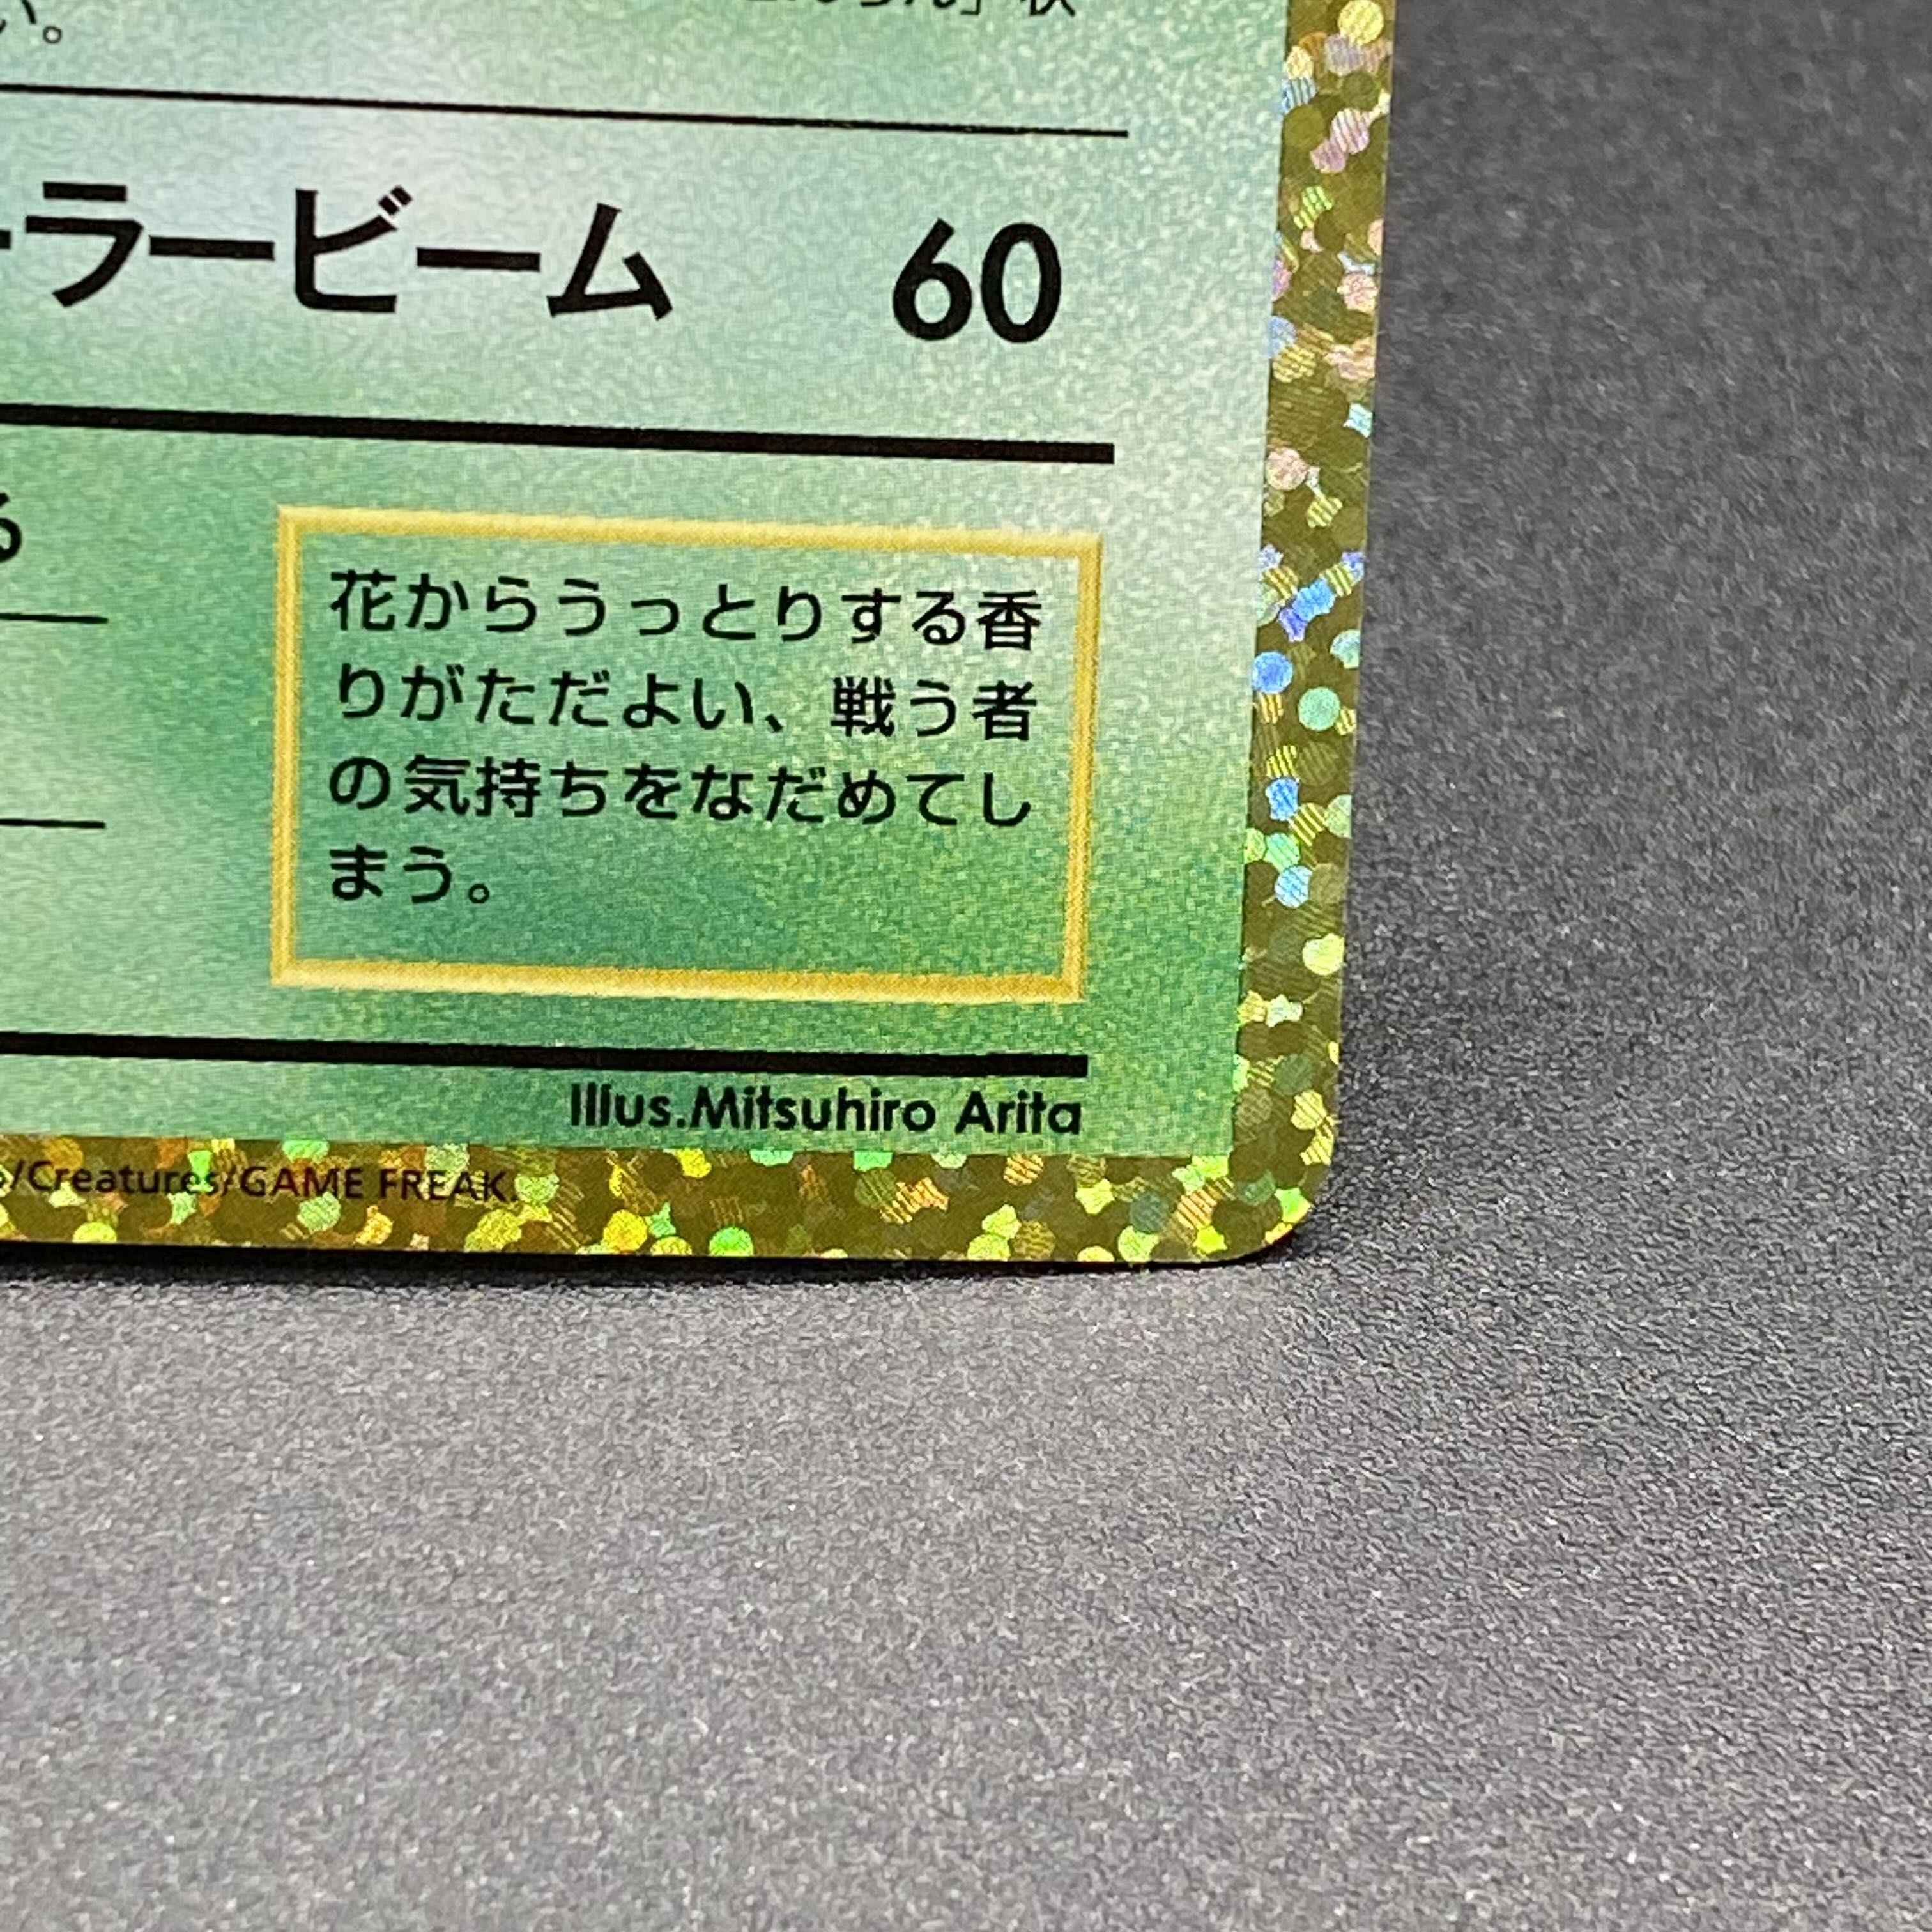 い。
」状
ーラービーム 60
花からうっとりする香
りがただよい、戦う者
の気持ちをなだめてし
まう。
Illus.Mitsuhiro Arita
/Creatures/GAME FREAK.